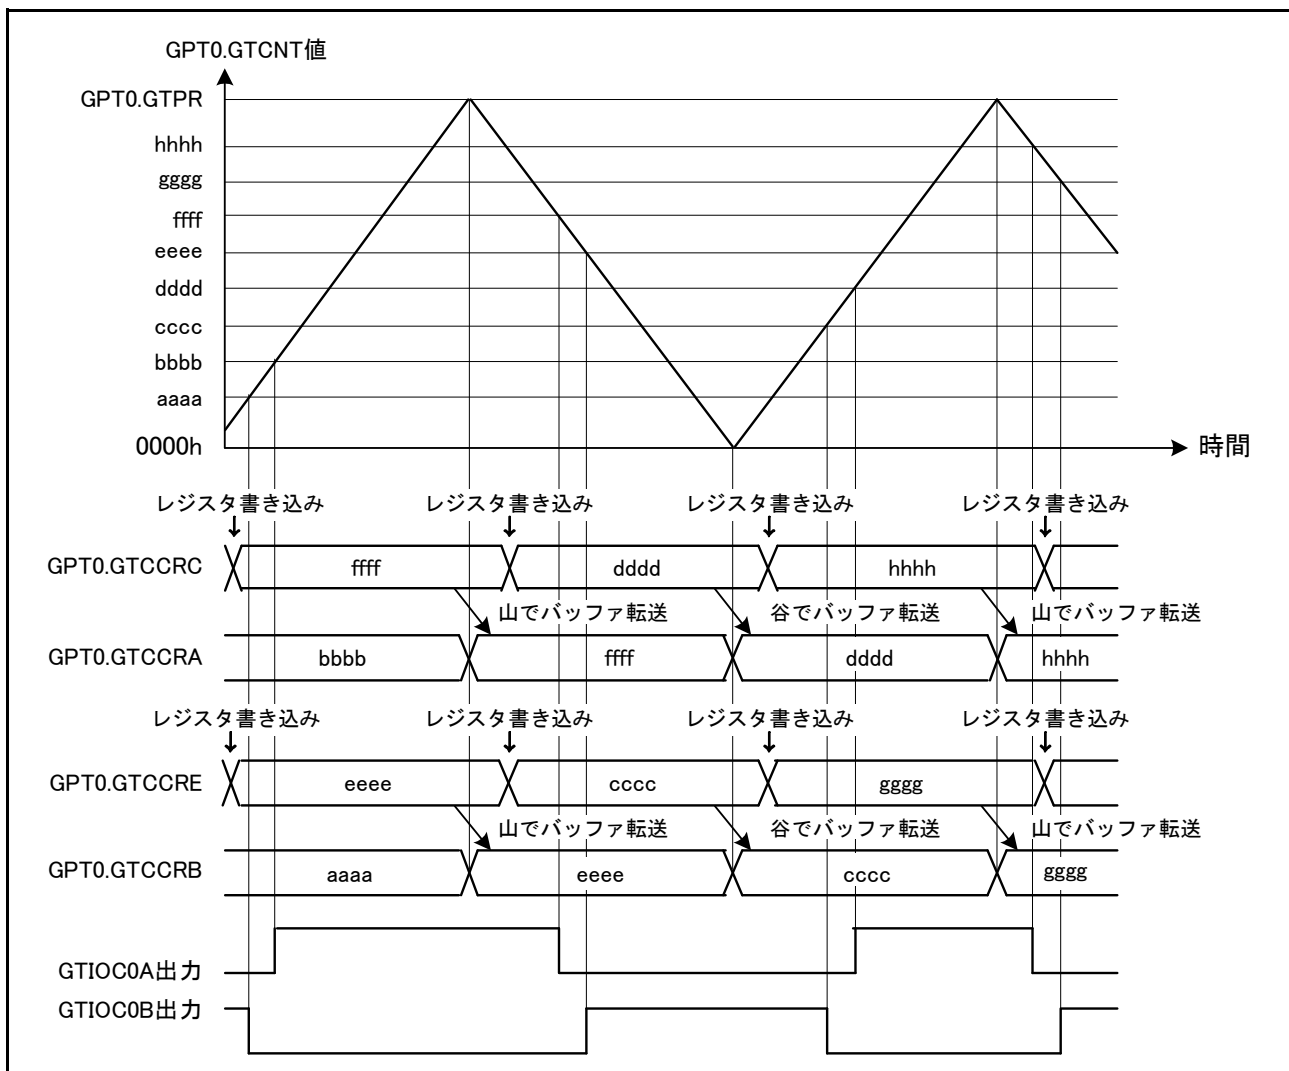 GPT0.GTCNT値
GPT0.GTPR
hhhh
gggg
ffff
eeee
dddd
cccc
bbbb
aaaa
0000h
時間
レジスタ書き込み レジスタ書き込み レジスタ書き込み レジスタ書き込み
GPT0.GTCCRC ffff dddd hhhh
山でバッファ転送 谷でバッファ転送 山でバッファ転送
GPT0.GTCCRA bbbb ffff dddd hhhh
レジスタ書き込み レジスタ書き込み レジスタ書き込み レジスタ書き込み
GPT0.GTCCRE eeee cccc gggg
山でバッファ転送 谷でバッファ転送 山でバッファ転送
GPT0.GTCCRB aaaa eeee cccc gggg
GTIOC0A出力
GTIOC0B出力